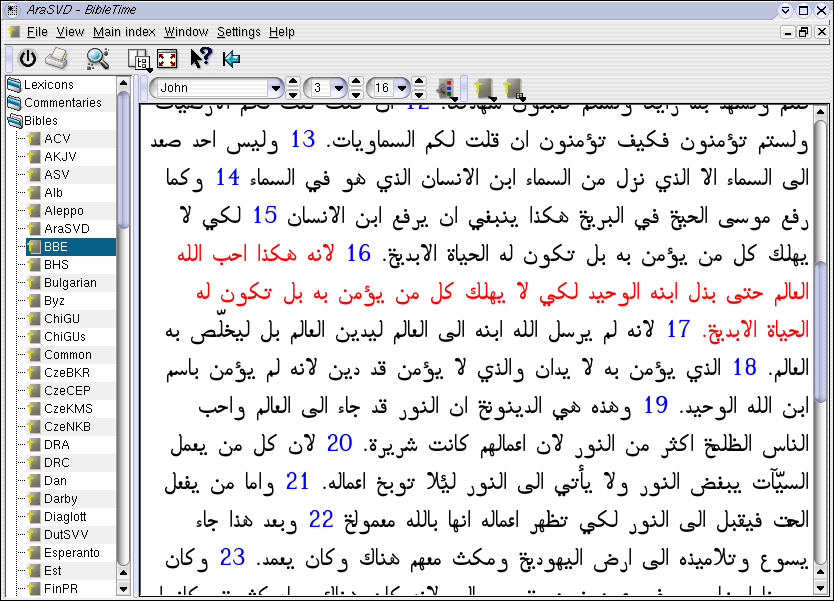 AraSVD - BibleTime
File View Main index Window Settings Help
John 3 16
Lexicons
Commentaries
Bibles
ACV
AKJV
ASV
Alb
Aleppo
AraSVD
BBE
BHS
Bulgarian
Byz
ChiGU
ChiGUs
Common
CzeBKR
CzeCEP
CzeKMS
CzeNKB
DRA
DRC
Dan
Darby
Diaglott
DutSVV
Esperanto
Est
FinPR
12 ان كنت قلت لكم الارضيات
ولستم تؤمنون فكيف تؤمنون ان قلت لكم السماويات. 13 وليس احد صعد
الى السماء الا الذي نزل من السماء ابن الانسان الذي هو في السماء 14 وكما
رفع موسى الحية في البرية هكذا ينبغي ان يرفع ابن الانسان 15 لكي لا
يهلك كل من يؤمن به بل تكون له الحياة الابدية. 16 لانه هكذا احب الله
العالم حتى بذل ابنه الوحيد لكي لا يهلك كل من يؤمن به بل تكون له
الحياة الابدية. 17 لانه لم يرسل الله ابنه الى العالم ليدين العالم بل ليخلّص به
العالم. 18 الذي يؤمن به لا يدان والذي لا يؤمن قد دين لانه لم يؤمن باسم
ابن الله الوحيد. 19 وهذه هي الدينونة ان النور قد جاء الى العالم واحب
الناس الظلمة اكثر من النور لان اعمالهم كانت شريرة. 20 لان كل من يعمل
السيّآت يبغض النور ولا يأتي الى النور لئلا توبخ اعماله. 21 واما من يفعل
الحق فيقبل الى النور لكي تظهر اعماله انها بالله معمولة 22 وبعد هذا جاء
يسوع وتلاميذه الى ارض اليهودية ومكث معهم هناك وكان يعمد. 23 وكان